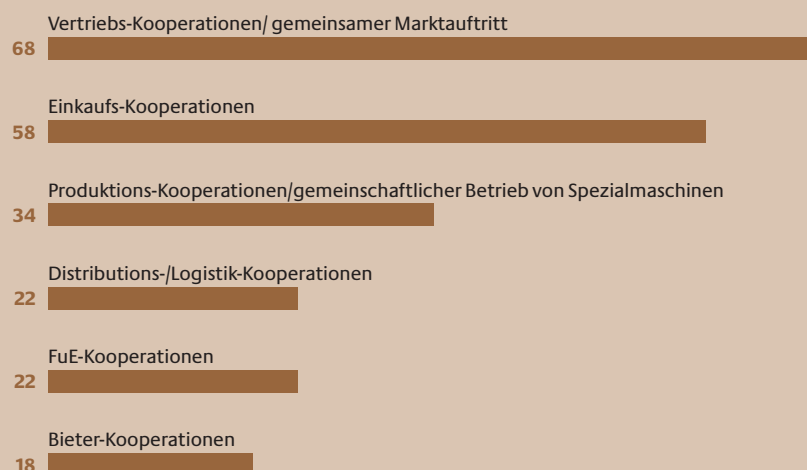 Vertriebs-Kooperationen/ gemeinsamer Marktauftritt
68
Einkaufs-Kooperationen
58
Produktions-Kooperationen/gemeinschaftlicher Betrieb von Spezialmaschinen
34
Distributions-/Logistik-Kooperationen
22
FuE-Kooperationen
22
Bieter-Kooperationen
18